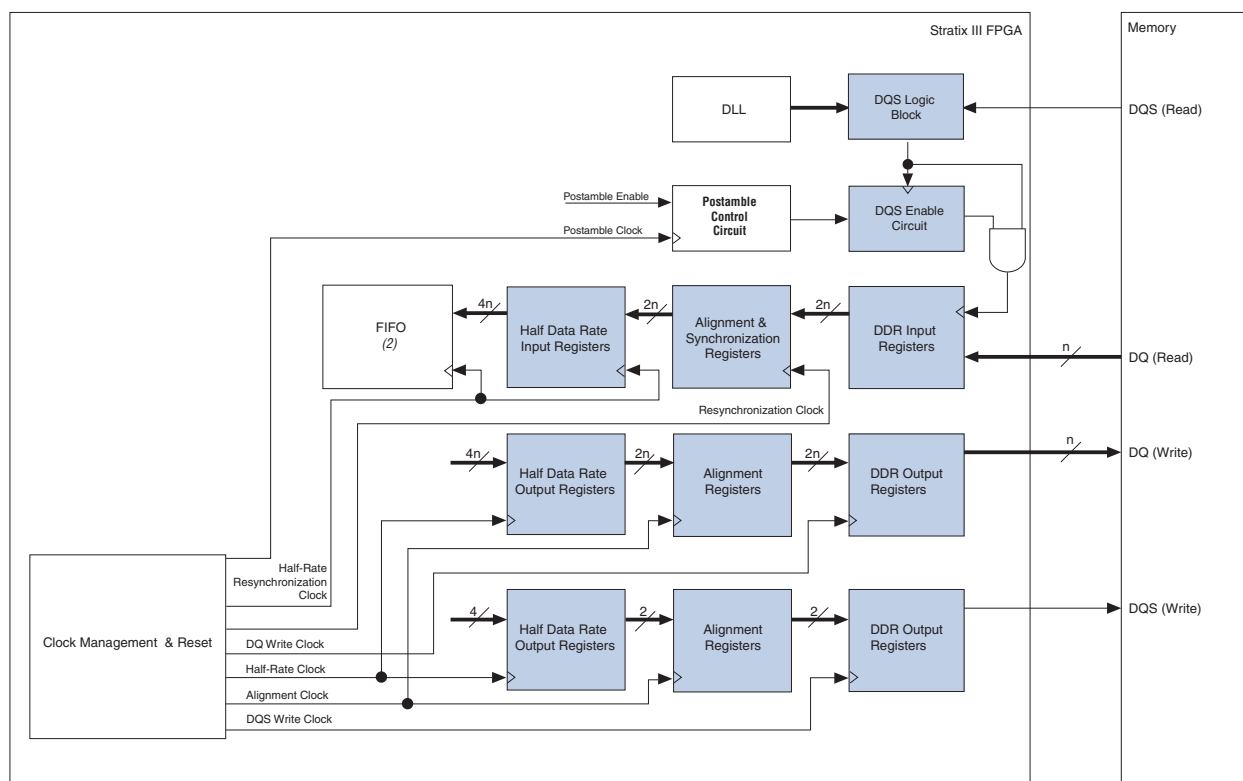 Stratix III FPGA
Memory
DLL
DQS Logic
Block
DQS (Read)
Postamble Enable
Postamble Clock
Postamble
Control
Circuit
DQS Enable
Circuit
4n
2n
2n
FIFO
(2)
Half Data Rate
Input Registers
Alignment &
Synchronization
Registers
DDR Input
Registers
n
DQ (Read)
Resynchronization Clock
4n
2n
2n
n
Half Data Rate
Output Registers
Alignment
Registers
DDR Output
Registers
DQ (Write)
Half-Rate
Resynchronization
Clock
4
2
2
Half Data Rate
Output Registers
Alignment
Registers
DDR Output
Registers
DQS (Write)
Clock Management & Reset
DQ Write Clock
Half-Rate Clock
Alignment Clock
DQS Write Clock